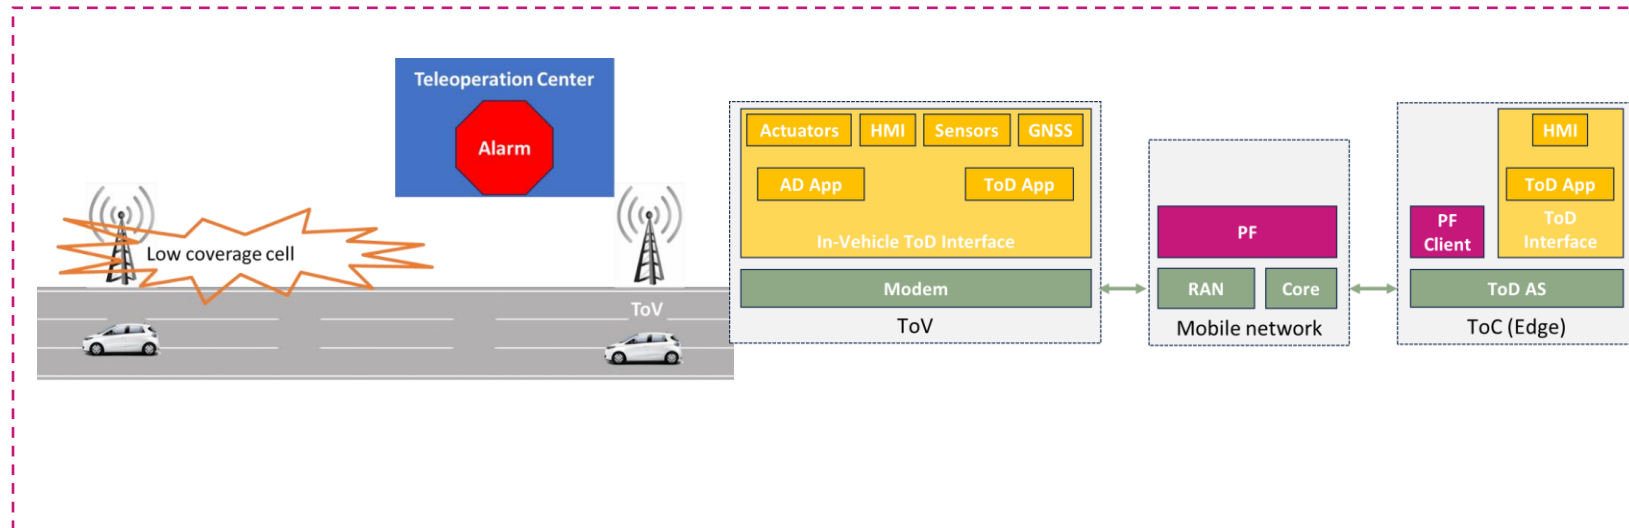 Teleoperation Center
Alarm
Low coverage cell
ToV
Actuators
HMI
Sensors
GNSS
AD App
ToD App
In-Vehicle ToD Interface
Modem
ToV
PF
RAN
Core
Mobile network
HMI
ToD App
PF
Client
ToD
Interface
ToD AS
ToC (Edge)